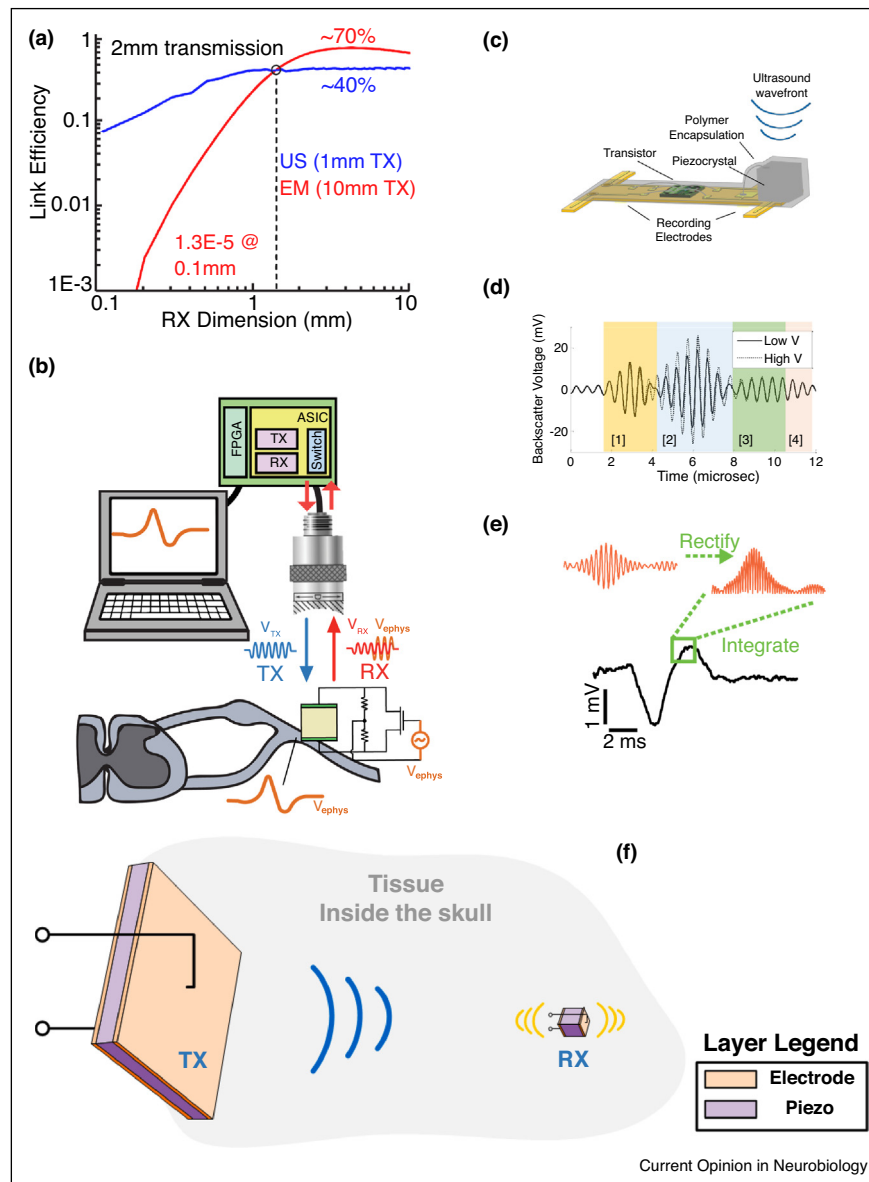 (a)
2mm transmission
~70%
~40%
US (1mm TX)
EM (10mm TX)
1.3E-5 @
0.1mm
Link Efficiency
1
0.1
0.01
1E-3
0.1
1
10
RX Dimension (mm)
(b)
FPGA
ASIC
TX
RX
Switch
V_TX
TX
V_RX
V_ephys
RX
V_ephys
V_ephys
(c)
Ultrasound
wavefront
Polymer
Encapsulation
Piezocrystal
Transistor
Recording
Electrodes
(d)
Backscatter Voltage (mV)
20
0
-20
Low V
High V
[1]
[2]
[3]
[4]
0
2
4
6
8
10
12
Time (microsec)
(e)
Rectify
Integrate
1 mV
2 ms
(f)
Tissue
Inside the skull
TX
RX
Layer Legend
Electrode
Piezo
Current Opinion in Neurobiology